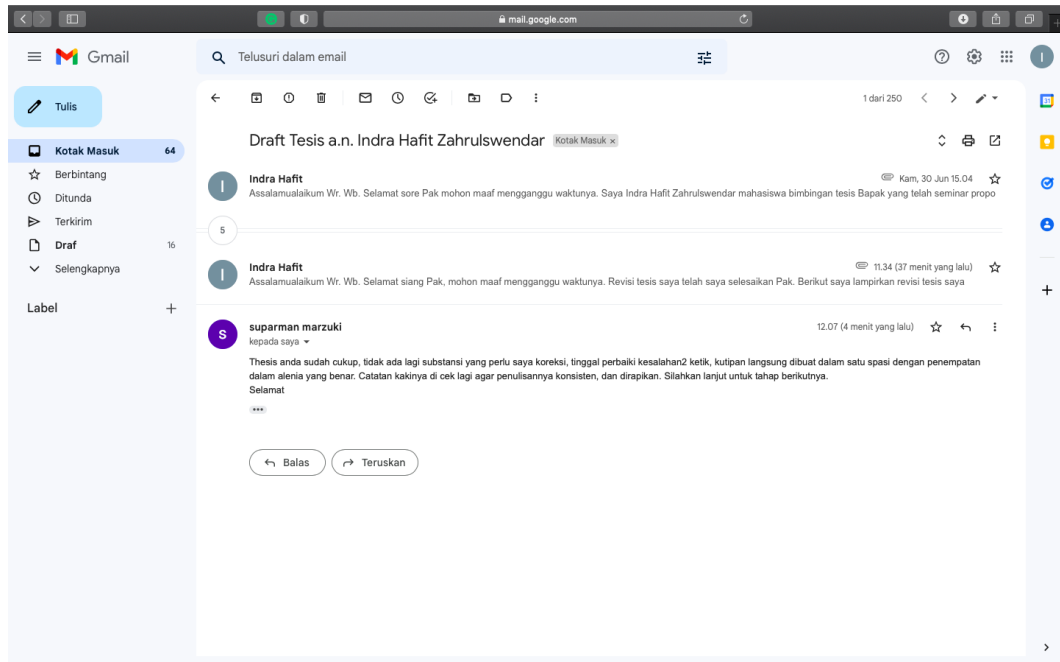 mail.google.com
Gmail
Telusuri dalam email
Tulis
1 dari 250
31
Kotak Masuk 64
Berbintang
Ditunda
Terkirim
Draf 16
Selengkapnya
Label
Draft Tesis a.n. Indra Hafit Zahrulswendar Kotak Masuk ×
I
Indra Hafit Kam, 30 Jun 15.04
Assalamualaikum Wr. Wb. Selamat sore Pak mohon maaf mengganggu waktunya. Saya Indra Hafit Zahrulswendar mahasiswa bimbingan tesis Bapak yang telah seminar propo
5
I
Indra Hafit 11.34 (37 menit yang lalu)
Assalamualaikum Wr. Wb. Selamat siang Pak, mohon maaf mengganggu waktunya. Revisi tesis saya telah saya selesaikan Pak. Berikut saya lampirkan revisi tesis saya
S
suparman marzuki 12.07 (4 menit yang lalu)
kepada saya
Thesis anda sudah cukup, tidak ada lagi substansi yang perlu saya koreksi, tinggal perbaiki kesalahan2 ketik, kutipan langsung dibuat dalam satu spasi dengan penempatan
dalam alenia yang benar. Catatan kakinya di cek lagi agar penulisannya konsisten, dan dirapikan. Silahkan lanjut untuk tahap berikutnya.
Selamat
Balas Teruskan